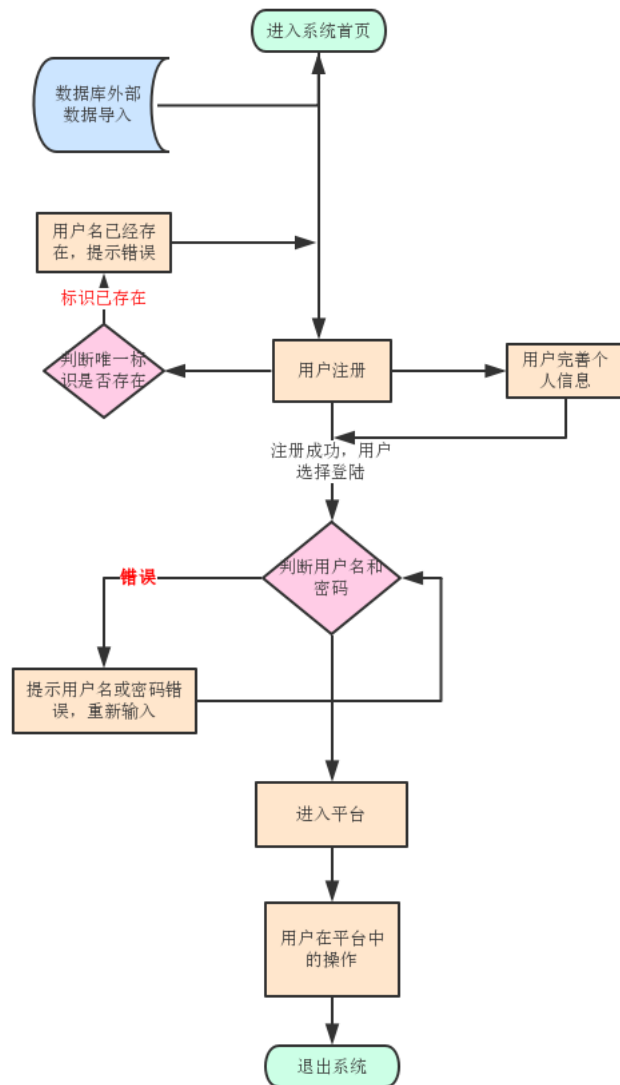 进入系统首页
数据库外部
数据导入
用户名已经存
在，提示错误
标识已存在
判断唯一标
识是否存在
用户注册
用户完善个
人信息
注册成功，用户
选择登陆
判断用户名和
密码
错误
提示用户名或密码错
误，重新输入
进入平台
用户在平台中
的操作
退出系统